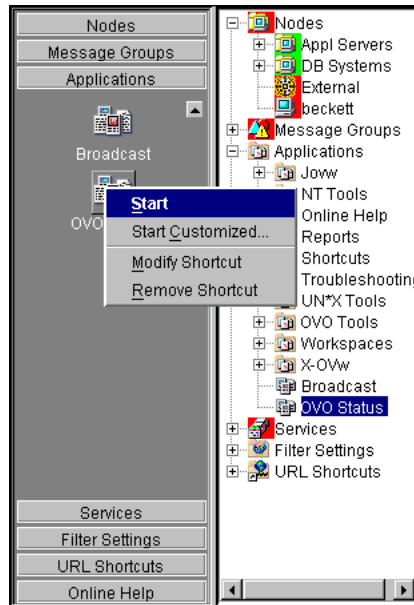 Nodes
Message Groups
Applications
Broadcast
OVO
Start
Start Customized...
Modify Shortcut
Remove Shortcut
Services
Filter Settings
URL Shortcuts
Online Help
Nodes
Appl Servers
DB Systems
External
beckett
Message Groups
Applications
Jovw
NT Tools
Online Help
Reports
Shortcuts
Troubleshooting
UN*X Tools
OVO Tools
Workspaces
X-OVw
Broadcast
OVO Status
Services
Filter Settings
URL Shortcuts